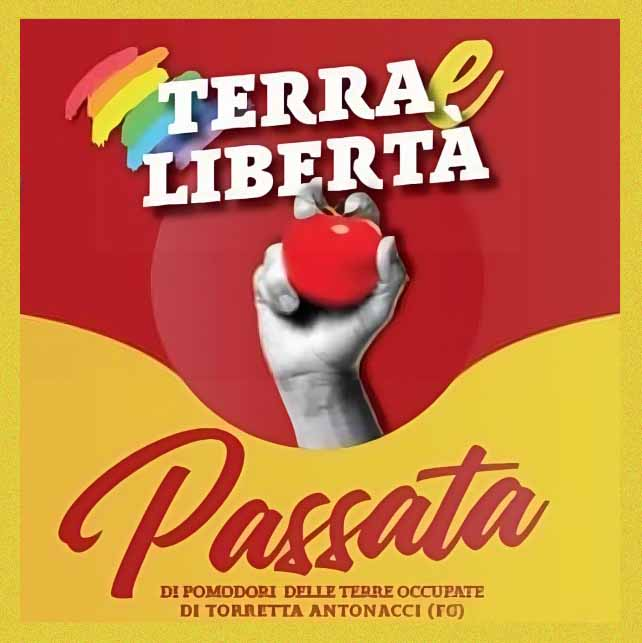 TERRA e
LIBERTÀ
Passata
DI POMODORI DELLE TERRE OCCUPATE
DI TORRETTA ANTONACCI (FG)